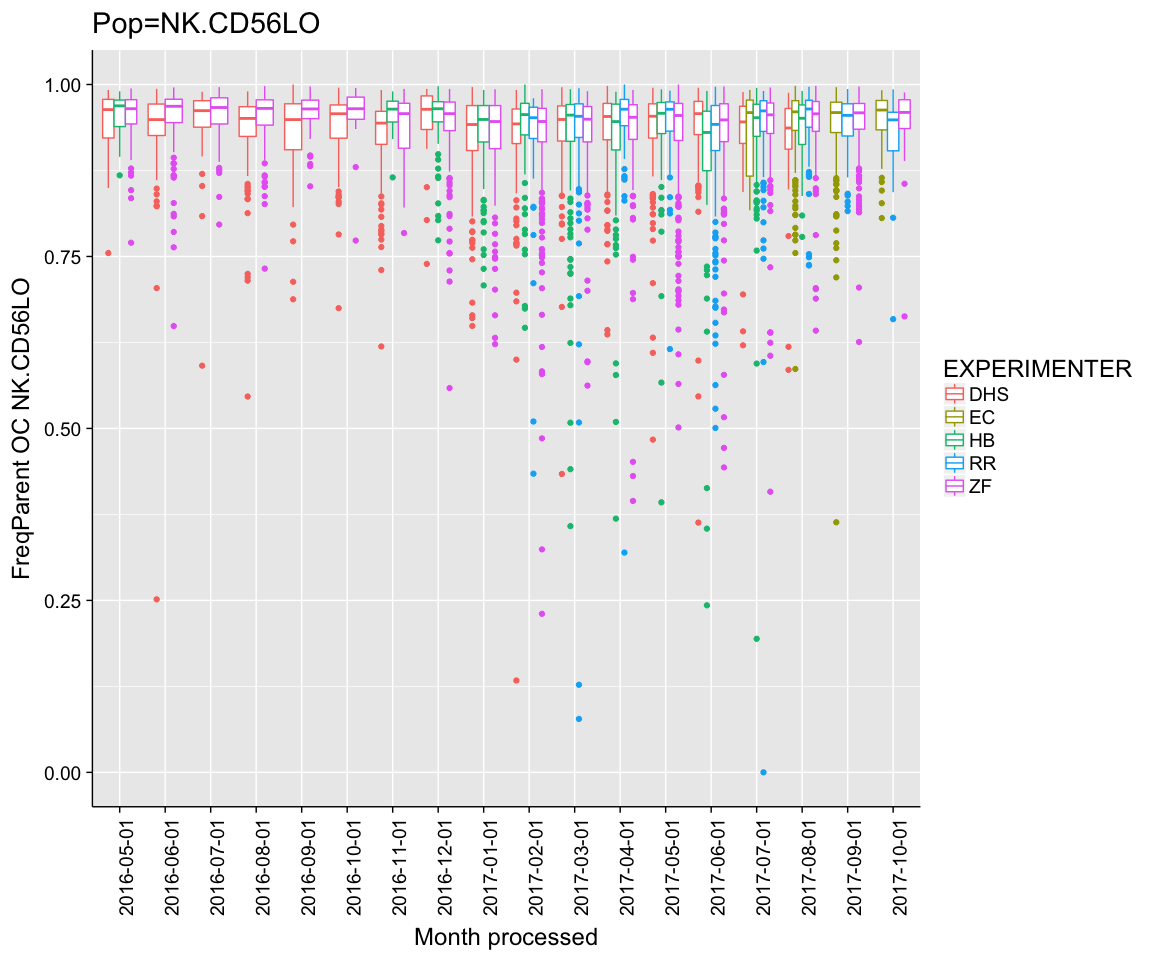 Pop=NK.CD56LO
FreqParent OC NK.CD56LO
1.00
0.75
0.50
0.25
0.00
2016-05-01
2016-06-01
2016-07-01
2016-08-01
2016-09-01
2016-10-01
2016-11-01
2016-12-01
2017-01-01
2017-02-01
2017-03-01
2017-04-01
2017-05-01
2017-06-01
2017-07-01
2017-08-01
2017-09-01
2017-10-01
Month processed
EXPERIMENTER
DHS
EC
HB
RR
ZF